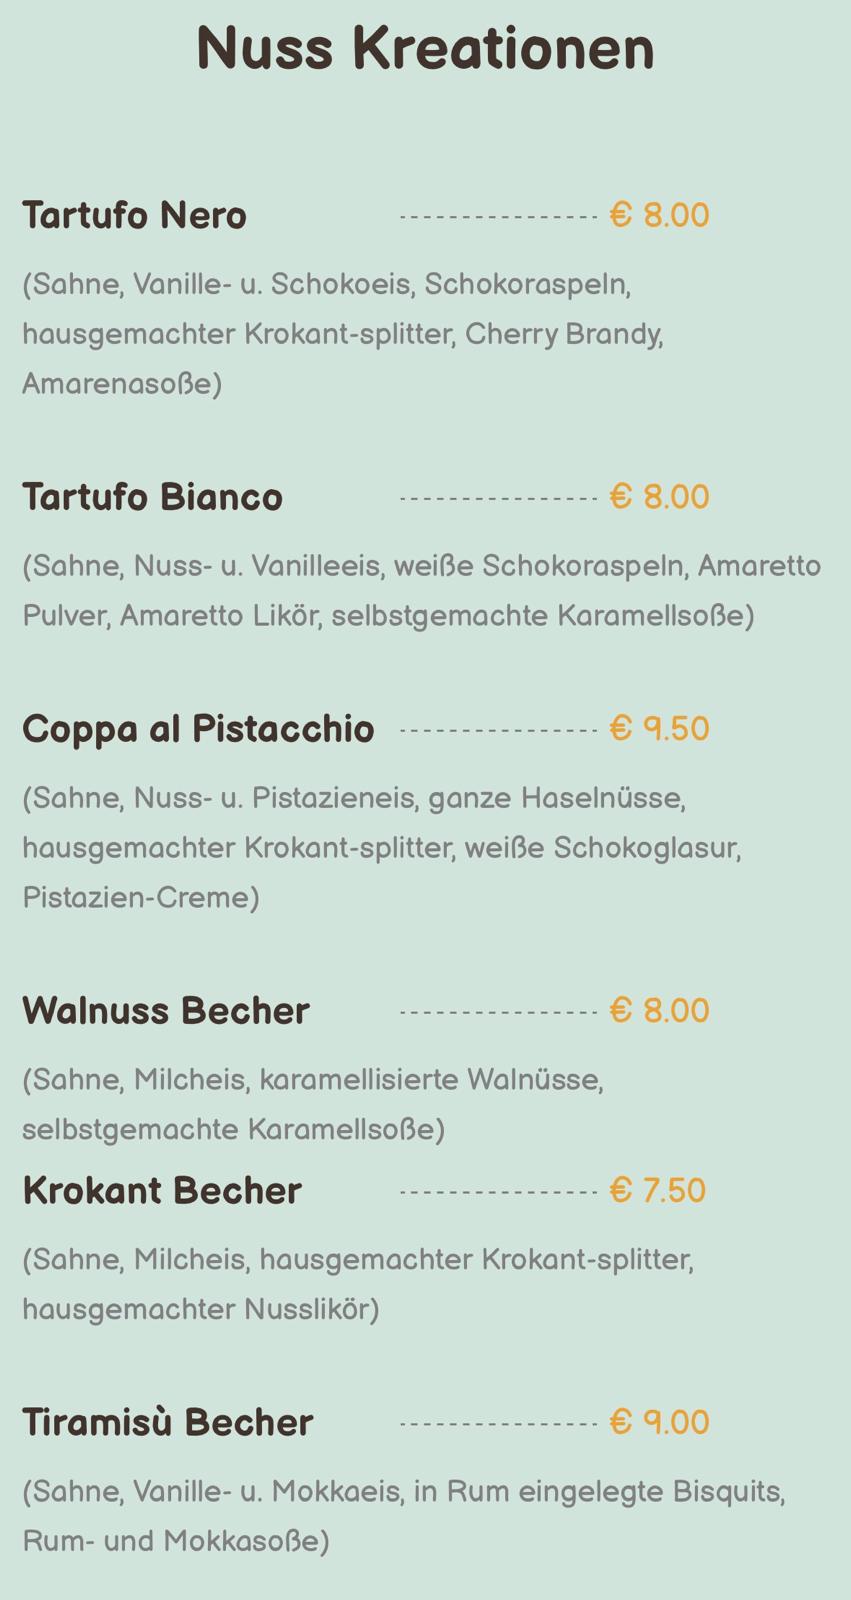 Nuss Kreationen
Tartufo Nero € 8.00
(Sahne, Vanille- u. Schokoeis, Schokoraspeln,
hausgemachter Krokant-splitter, Cherry Brandy,
Amarenasoße)
Tartufo Bianco € 8.00
(Sahne, Nuss- u. Vanilleeis, weiße Schokoraspeln, Amaretto
Pulver, Amaretto Likör, selbstgemachte Karamellsoße)
Coppa al Pistacchio € 9.50
(Sahne, Nuss- u. Pistazieneis, ganze Haselnüsse,
hausgemachter Krokant-splitter, weiße Schokoglasur,
Pistazien-Creme)
Walnuss Becher € 8.00
(Sahne, Milcheis, karamellisierte Walnüsse,
selbstgemachte Karamellsoße)
Krokant Becher € 7.50
(Sahne, Milcheis, hausgemachter Krokant-splitter,
hausgemachter Nusslikör)
Tiramisù Becher € 9.00
(Sahne, Vanille- u. Mokkaeis, in Rum eingelegte Bisquits,
Rum- und Mokkasoße)